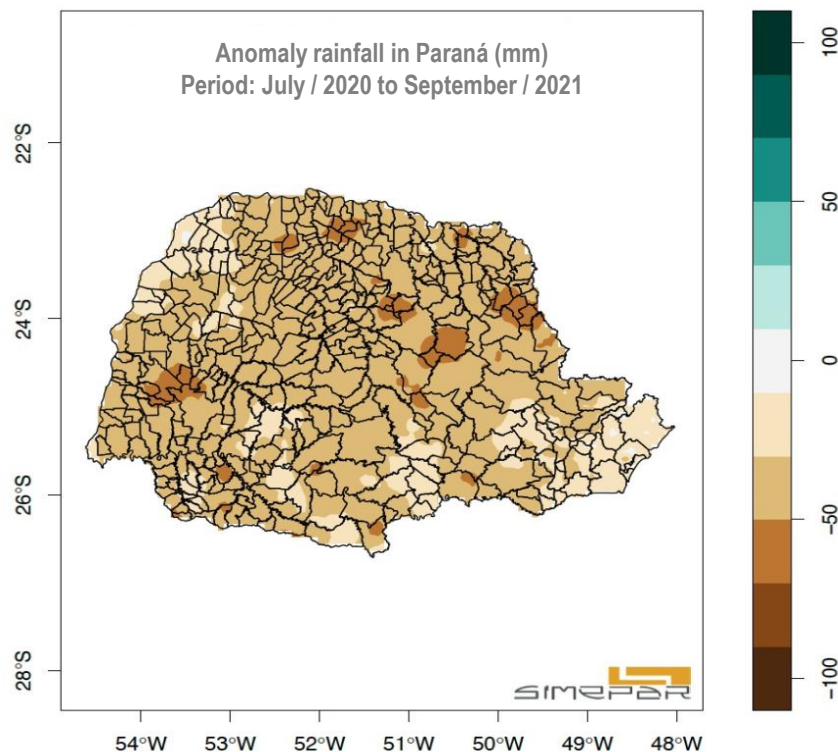 Anomaly rainfall in Paraná (mm)
Period: July / 2020 to September / 2021
22°S
24°S
26°S
28°S
54°W 53°W 52°W 51°W 50°W 49°W 48°W
100
50
0
-50
-100
SIMEPAR